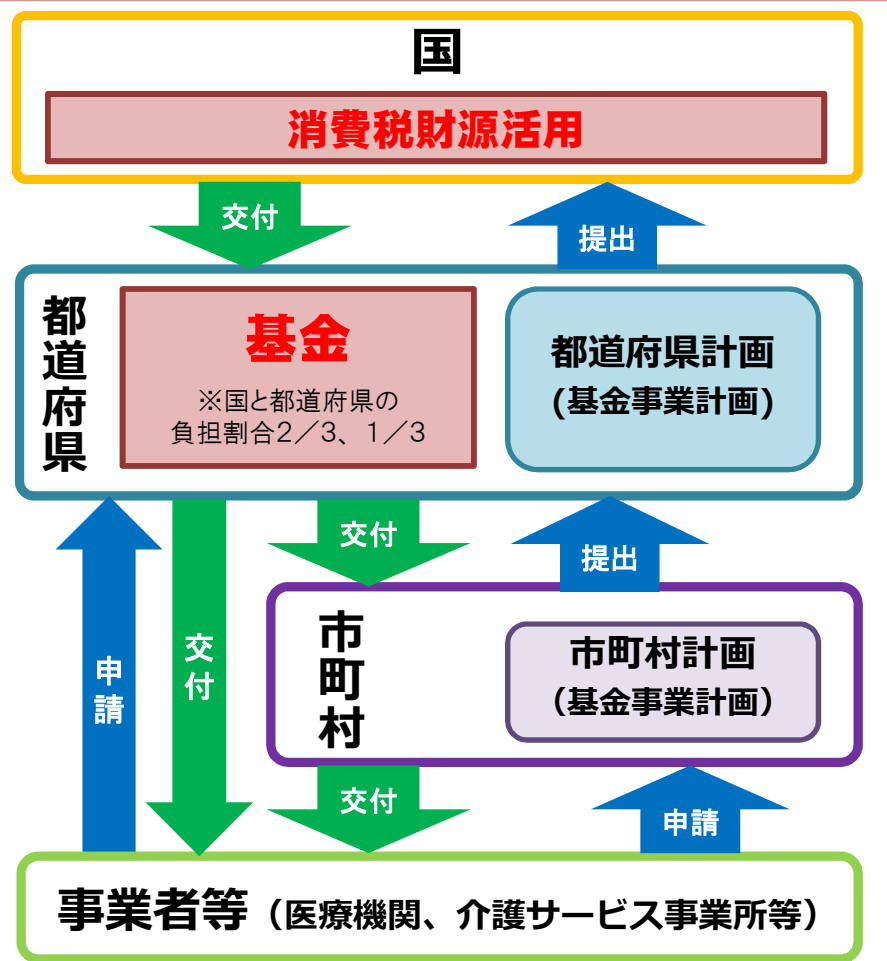 国
消費税財源活用
交付
提出
都道府県
基金
※国と都道府県の
負担割合2/3、1/3
都道府県計画
(基金事業計画)
交付
提出
申請
交付
市町村
市町村計画
(基金事業計画)
交付
申請
事業者等(医療機関、介護サービス事業所等)